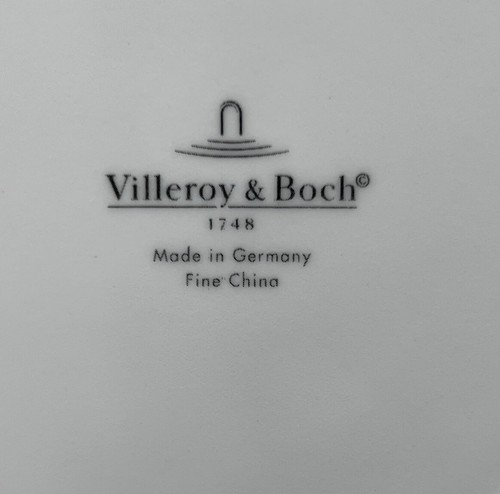 Villeroy & Boch©
1748
Made in Germany
Fine China